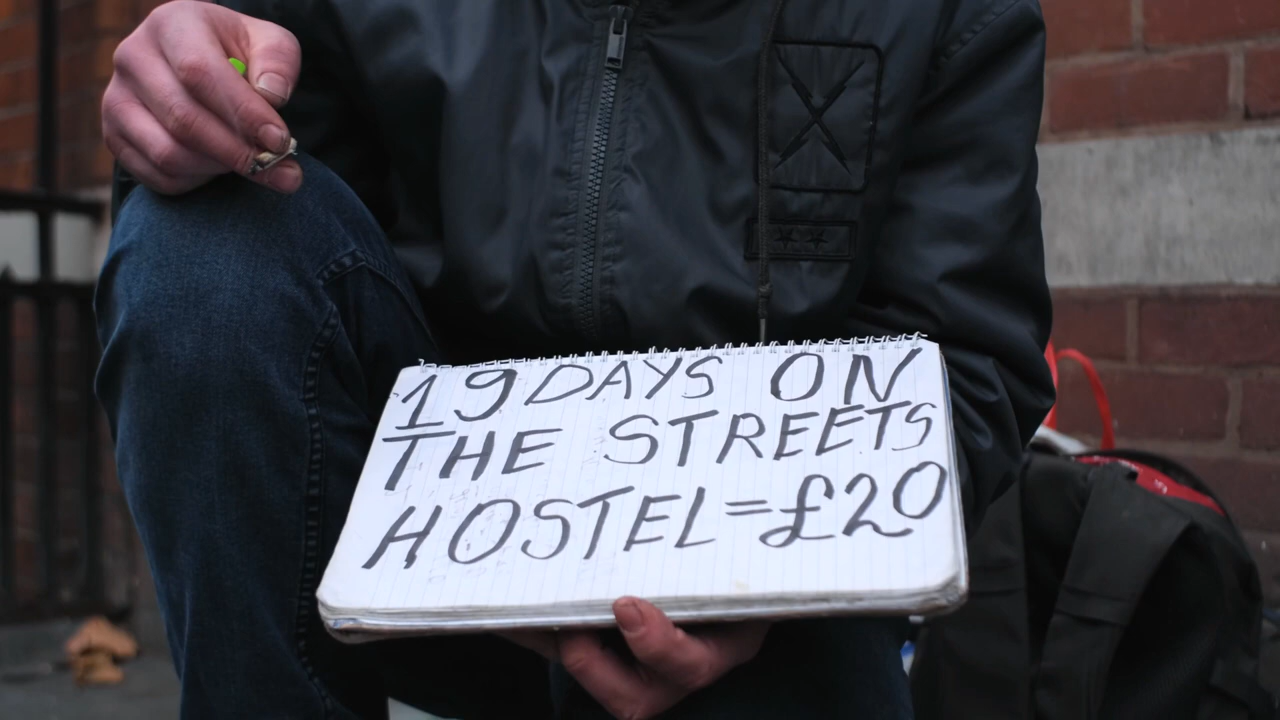 19 DAYS ON
THE STREETS
HOSTEL = £20